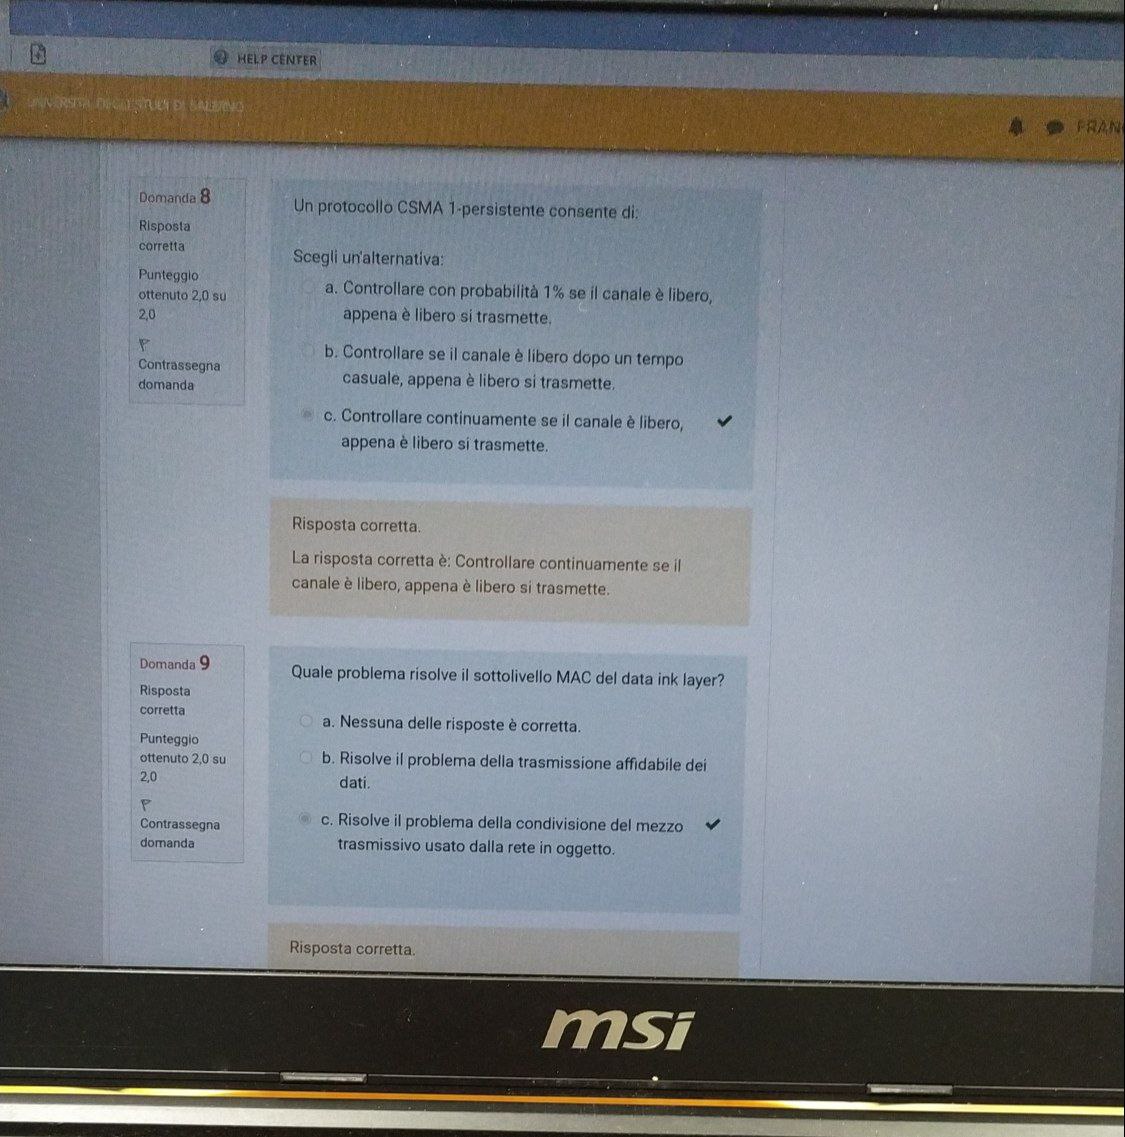 HELP CENTER
UNIVERSITÀ DEGLI STUDI DI SALERNO
FRAN
Domanda 8
Risposta
corretta
Punteggio
ottenuto 2,0 su
2,0
Contrassegna
domanda
Un protocollo CSMA 1-persistente consente di:
Scegli un'alternativa:
a. Controllare con probabilità 1% se il canale è libero,
appena è libero si trasmette.
b. Controllare se il canale è libero dopo un tempo
casuale, appena è libero si trasmette.
c. Controllare continuamente se il canale è libero,
appena è libero si trasmette.
Risposta corretta.
La risposta corretta è: Controllare continuamente se il
canale è libero, appena è libero si trasmette.
Domanda 9
Risposta
corretta
Punteggio
ottenuto 2,0 su
2,0
Contrassegna
domanda
Quale problema risolve il sottolivello MAC del data ink layer?
a. Nessuna delle risposte è corretta.
b. Risolve il problema della trasmissione affidabile dei
dati.
c. Risolve il problema della condivisione del mezzo
trasmissivo usato dalla rete in oggetto.
Risposta corretta.
msi